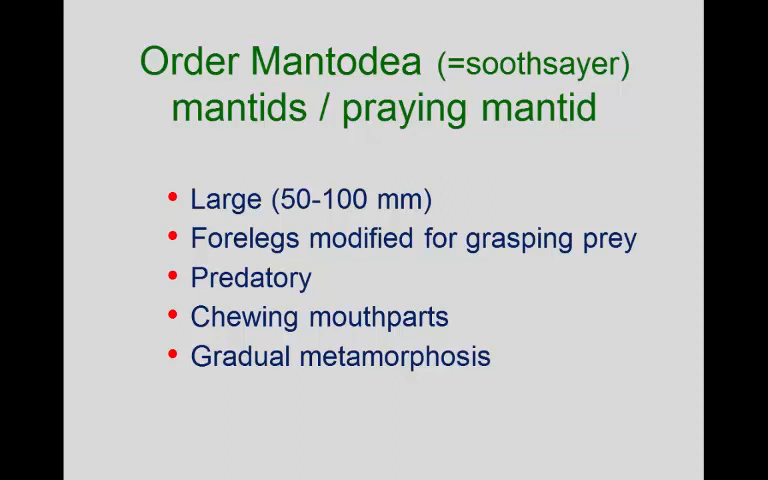 Order Mantodea (=soothsayer)
mantids / praying mantid
• Large (50-100 mm)
• Forelegs modified for grasping prey
• Predatory
• Chewing mouthparts
• Gradual metamorphosis